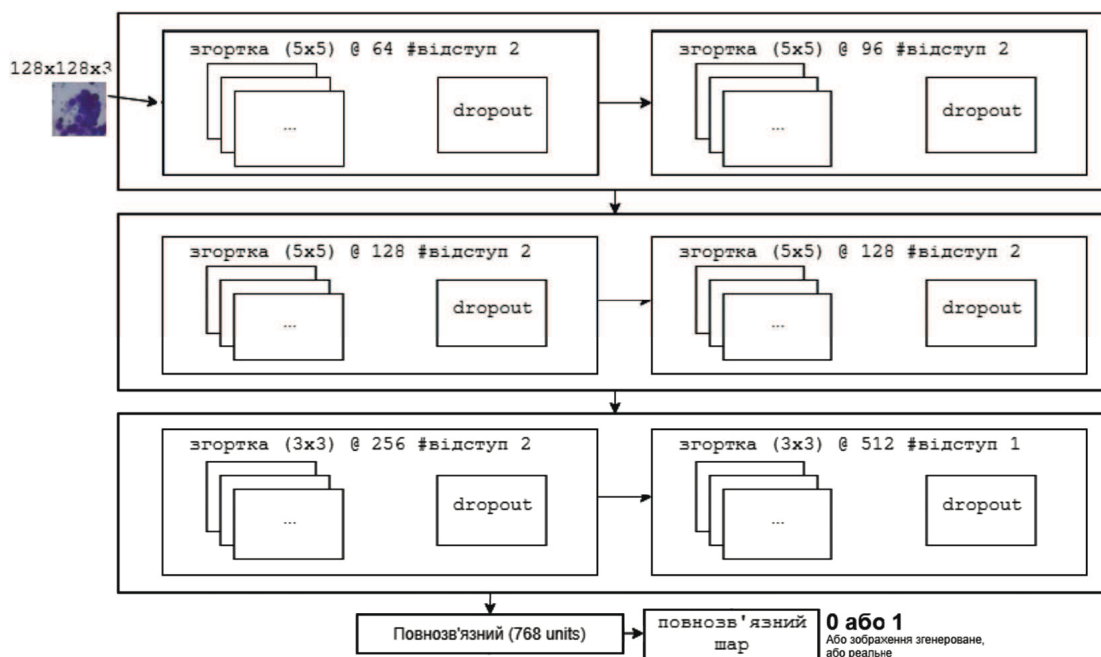 згортка (5x5) @ 64 #відступ 2
згортка (5x5) @ 96 #відступ 2
128x128x3
...
dropout
...
dropout
згортка (5x5) @ 128 #відступ 2
згортка (5x5) @ 128 #відступ 2
...
dropout
...
dropout
згортка (3x3) @ 256 #відступ 2
згортка (3x3) @ 512 #відступ 1
...
dropout
...
dropout
Повнозв'язний (768 units)
повнозв'язний
шар
0 або 1
Або зображення згенероване,
або реальне